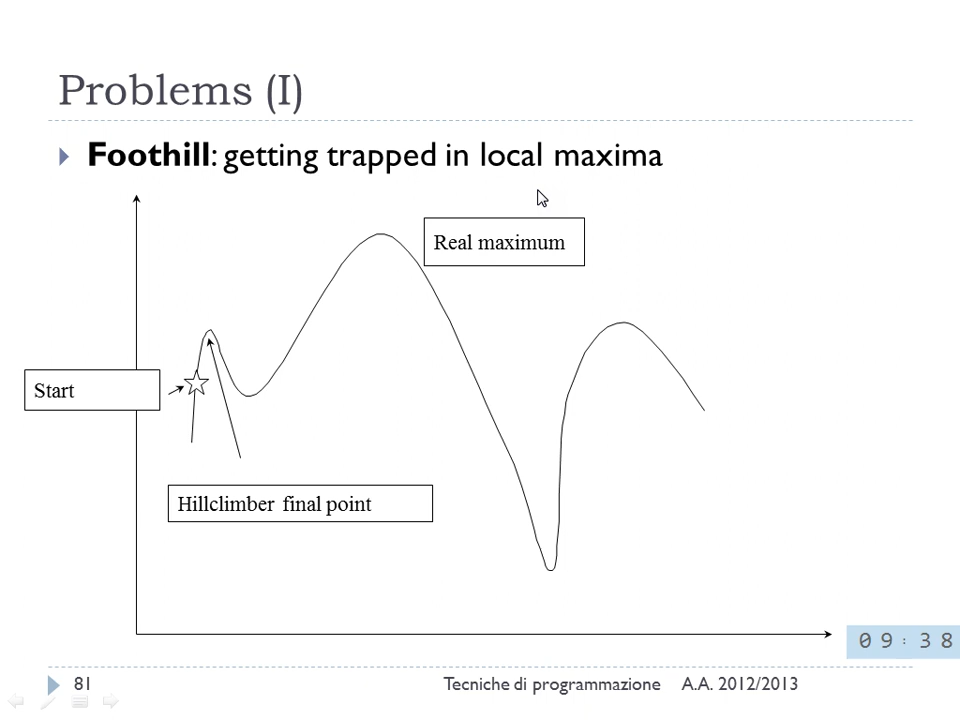 Problems (I)
Foothill: getting trapped in local maxima
Real maximum
Start
Hillclimber final point
09:38
81 Tecniche di programmazione A.A. 2012/2013